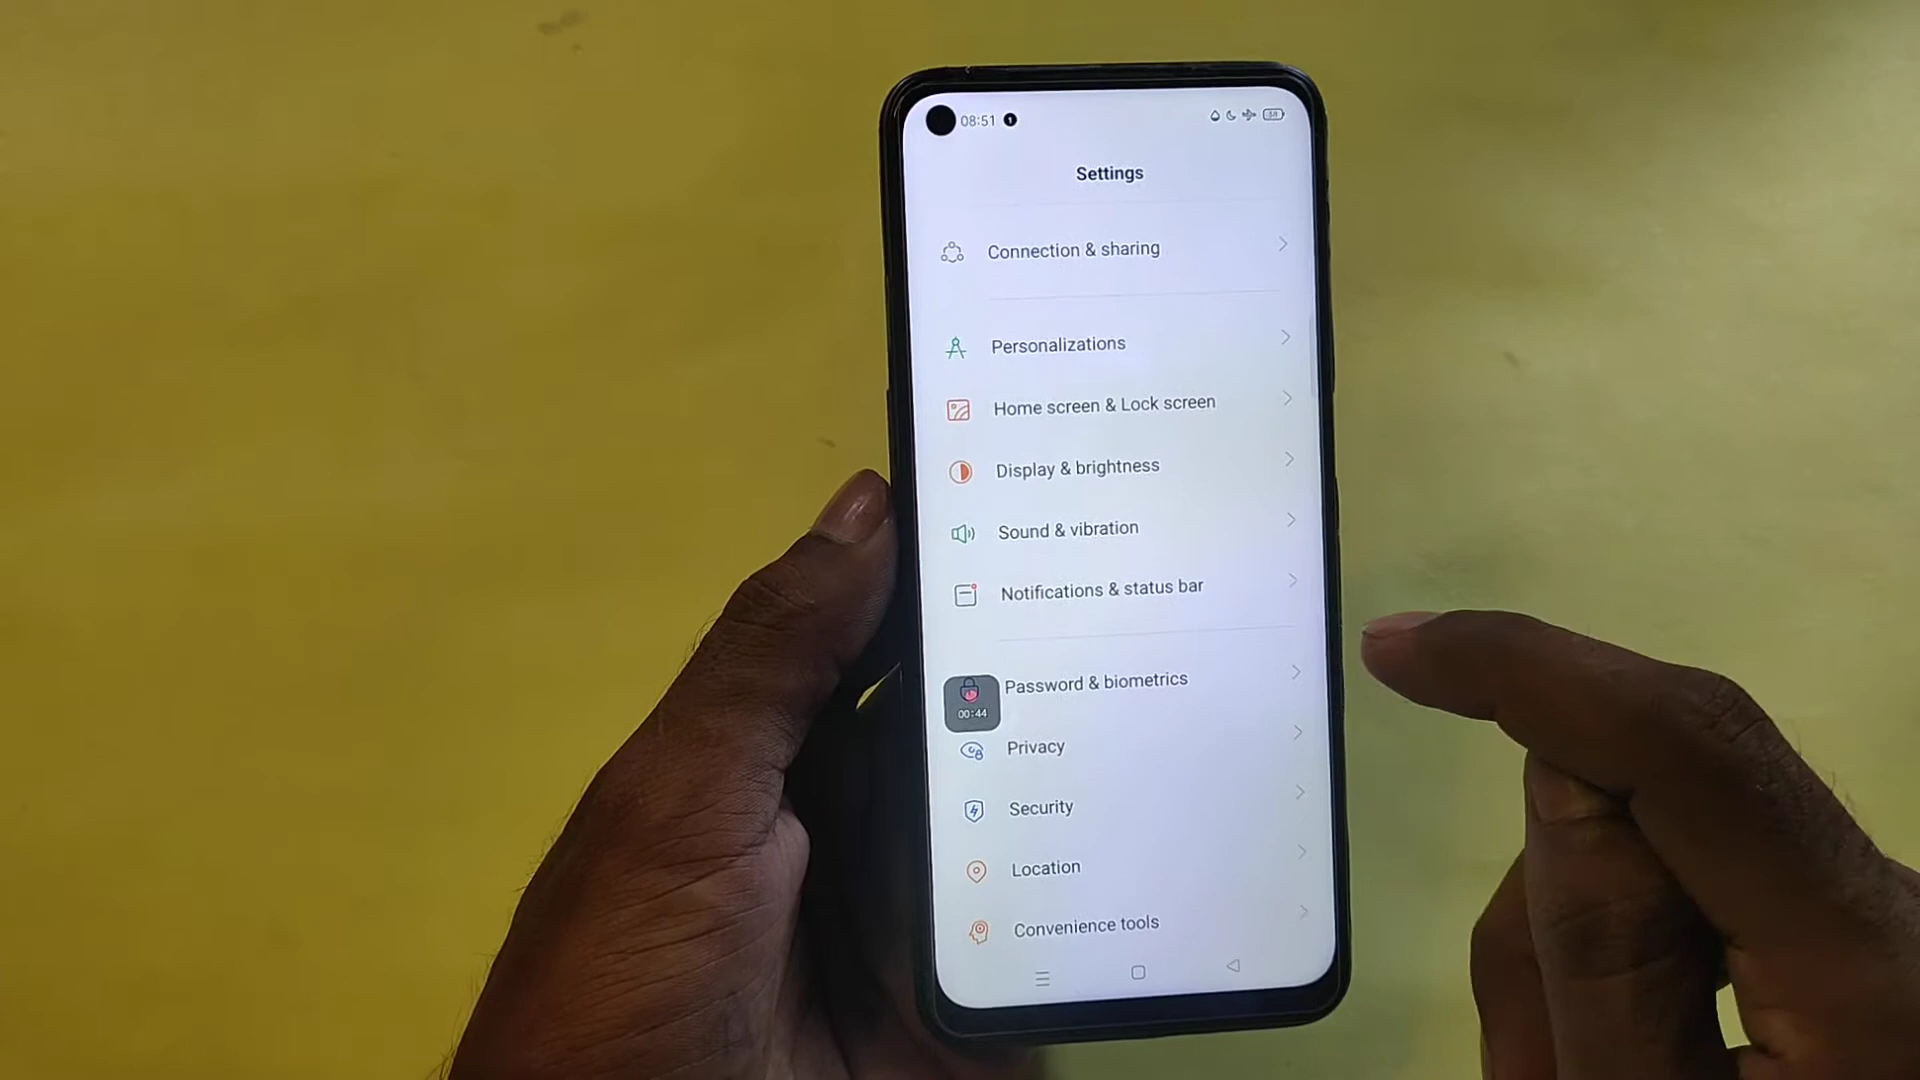 08:51
Settings
Connection & sharing
Personalizations
Home screen & Lock screen
Display & brightness
Sound & vibration
Notifications & status bar
Password & biometrics
00:44
Privacy
Security
Location
Convenience tools